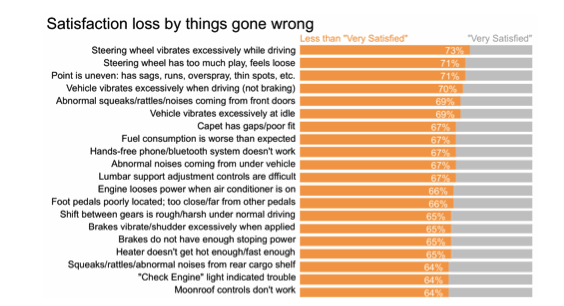 Satisfaction loss by things gone wrong
Less than "Very Satisfied" "Very Satisfied"
Steering wheel vibrates excessively while driving 73%
Steering wheel has too much play, feels loose 71%
Point is uneven: has sags, runs, overspray, thin spots, etc. 71%
Vehicle vibrates excessively when driving (not braking) 70%
Abnormal squeaks/rattles/noises coming from front doors 69%
Vehicle vibrates excessively at idle 69%
Capet has gaps/poor fit 67%
Fuel consumption is worse than expected 67%
Hands-free phone/bluetooth system doesn't work 67%
Abnormal noises coming from under vehicle 67%
Lumbar support adjustment controls are difficult 67%
Engine looses power when air conditioner is on 66%
Foot pedals poorly located; too close/far from other pedals 66%
Shift between gears is rough/harsh under normal driving 65%
Brakes vibrate/shudder excessively when applied 65%
Brakes do not have enough stoping power 65%
Heater doesn't get hot enough/fast enough 65%
Squeaks/rattles/abnormal noises from rear cargo shelf 64%
"Check Engine" light indicated trouble 64%
Moonroof controls don't work 64%